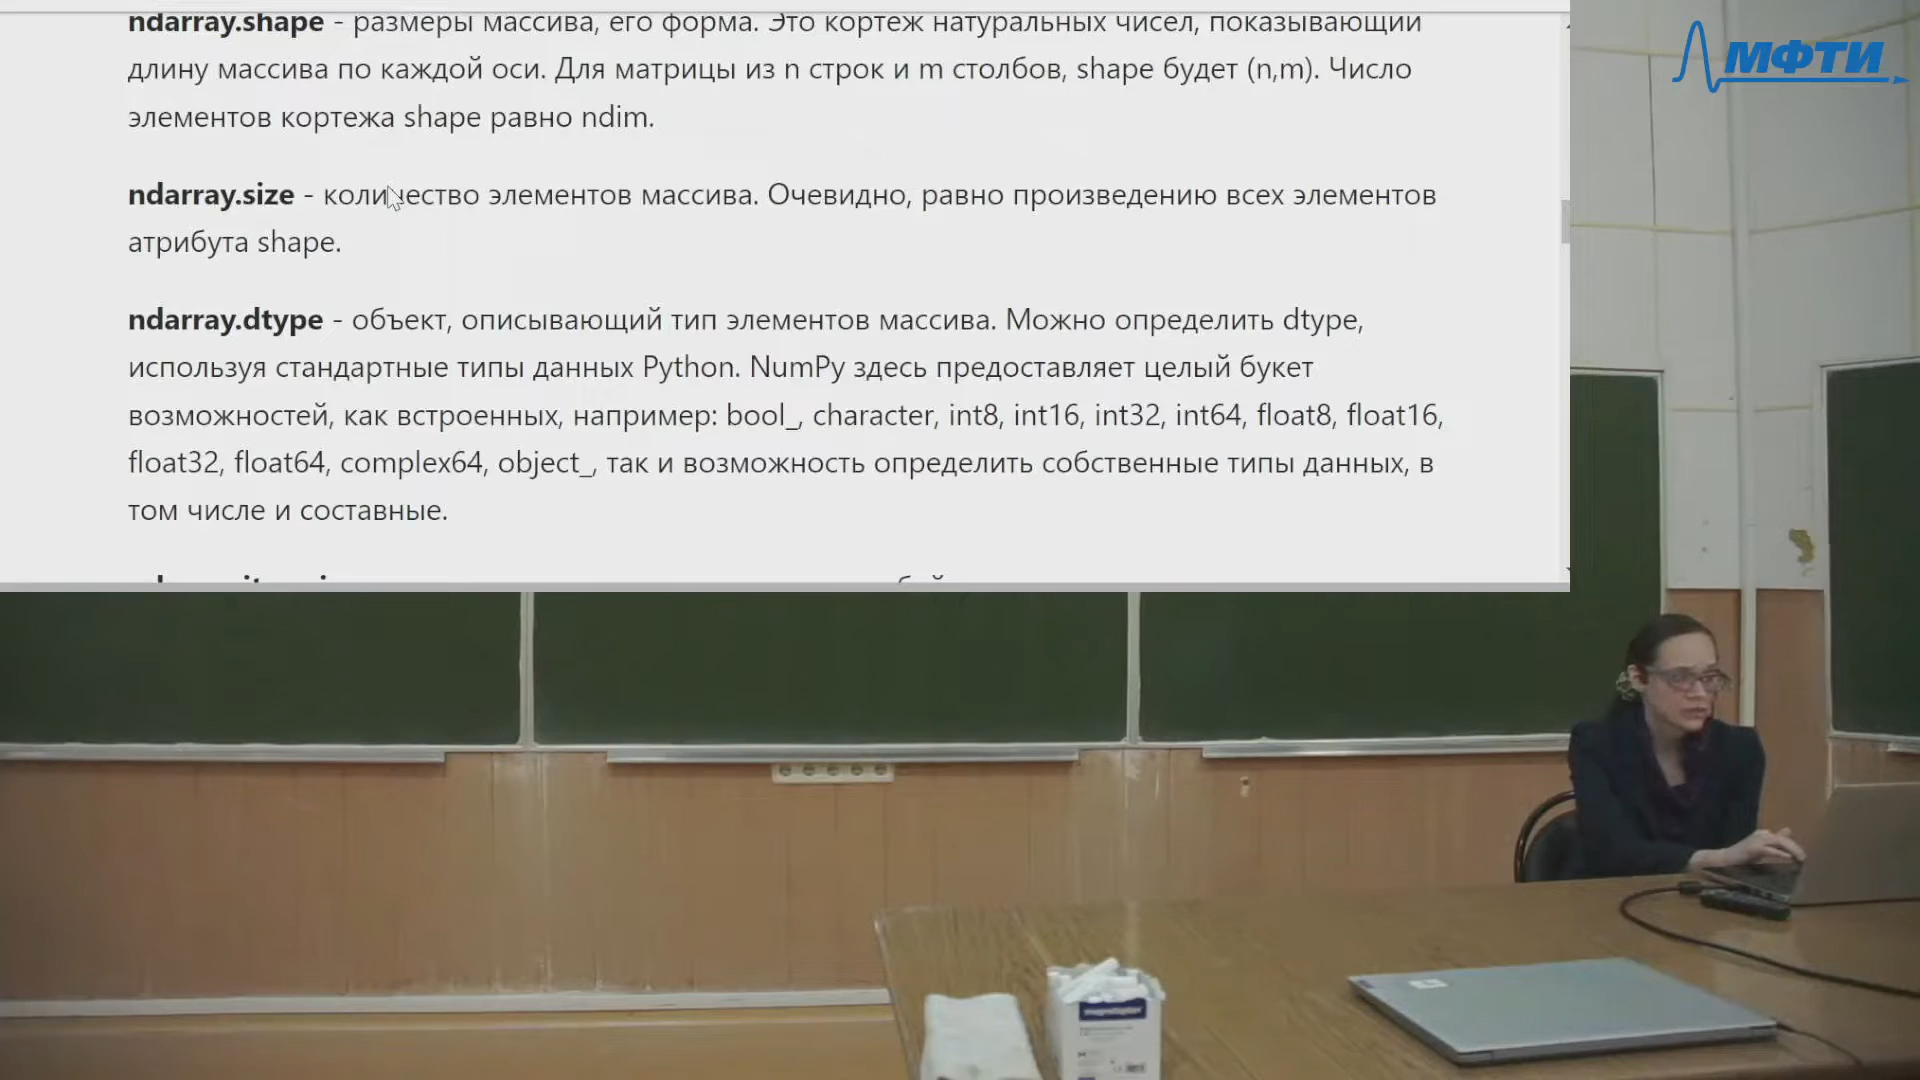 ndarray.shape - размеры массива, его форма. Это кортеж натуральных чисел, показывающий
длину массива по каждой оси. Для матрицы из n строк и m столбов, shape будет (n,m). Число
элементов кортежа shape равно ndim.
ndarray.size - количество элементов массива. Очевидно, равно произведению всех элементов
атрибута shape.
ndarray.dtype - объект, описывающий тип элементов массива. Можно определить dtype,
используя стандартные типы данных Python. NumPy здесь предоставляет целый букет
возможностей, как встроенных, например: bool_, character, int8, int16, int32, int64, float8, float16,
float32, float64, complex64, object_, так и возможность определить собственные типы данных, в
том числе и составные.
МФТИ